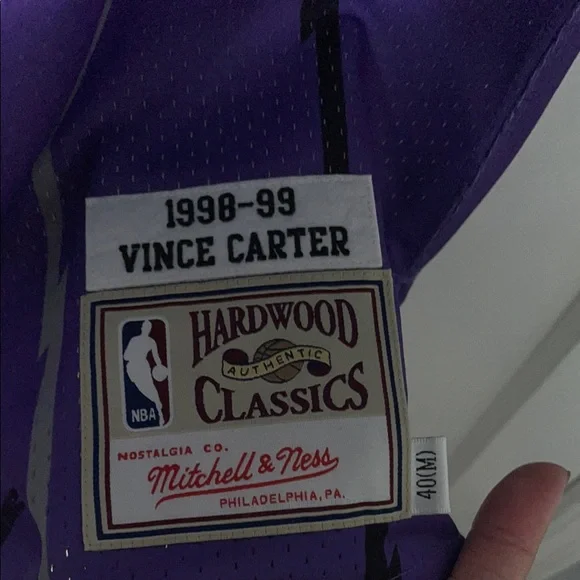 1998-99
VINCE CARTER
HARDWOOD
AUTHENTIC
CLASSICS
NBA
NOSTALGIA CO.
Mitchell & Ness
PHILADELPHIA, PA.
40(M)